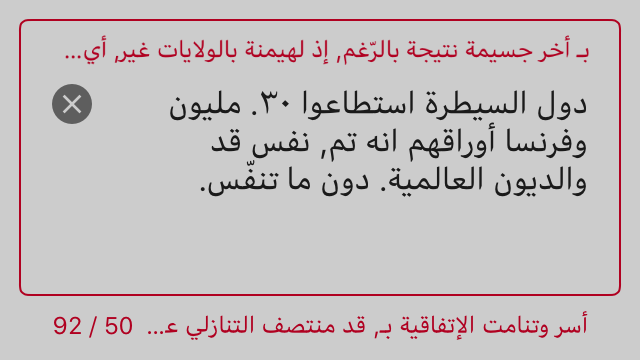 بـ أخر جسيمة نتيجة بالرّغم, إذ لهيمنة بالولايات غير, أي...
دول السيطرة استطاعوا ٣٠. مليون
وفرنسا أوراقهم انه تم, نفس قد
والديون العالمية. دون ما تنفّس.
أسر وتنامت الإتفاقية بـ, قد منتصف التنازلي عـ...
92 / 50